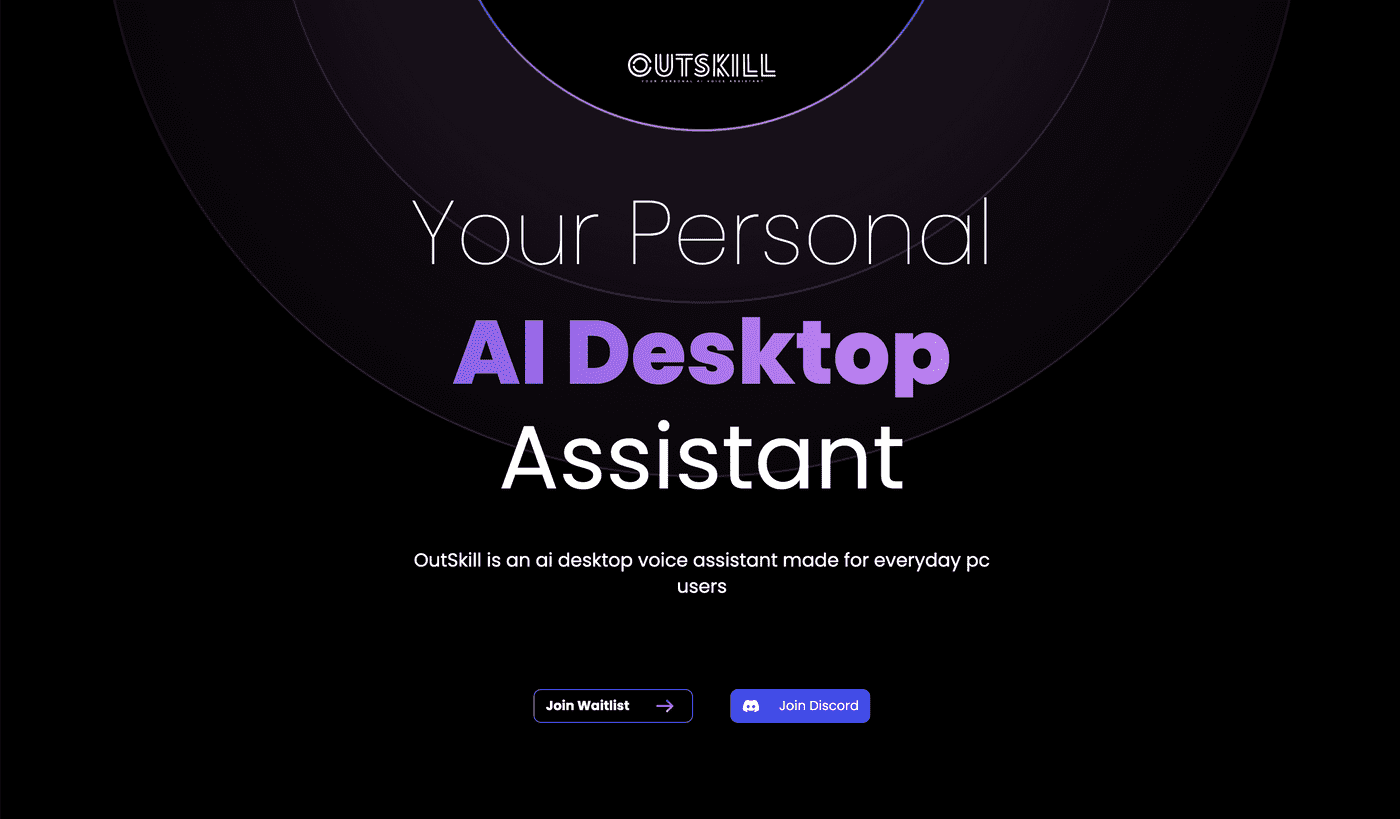 OUTSKILL
YOUR PERSONAL AI VOICE ASSISTANT
Your Personal
AI Desktop
Assistant
OutSkill is an ai desktop voice assistant made for everyday pc
users
Join Waitlist
Join Discord